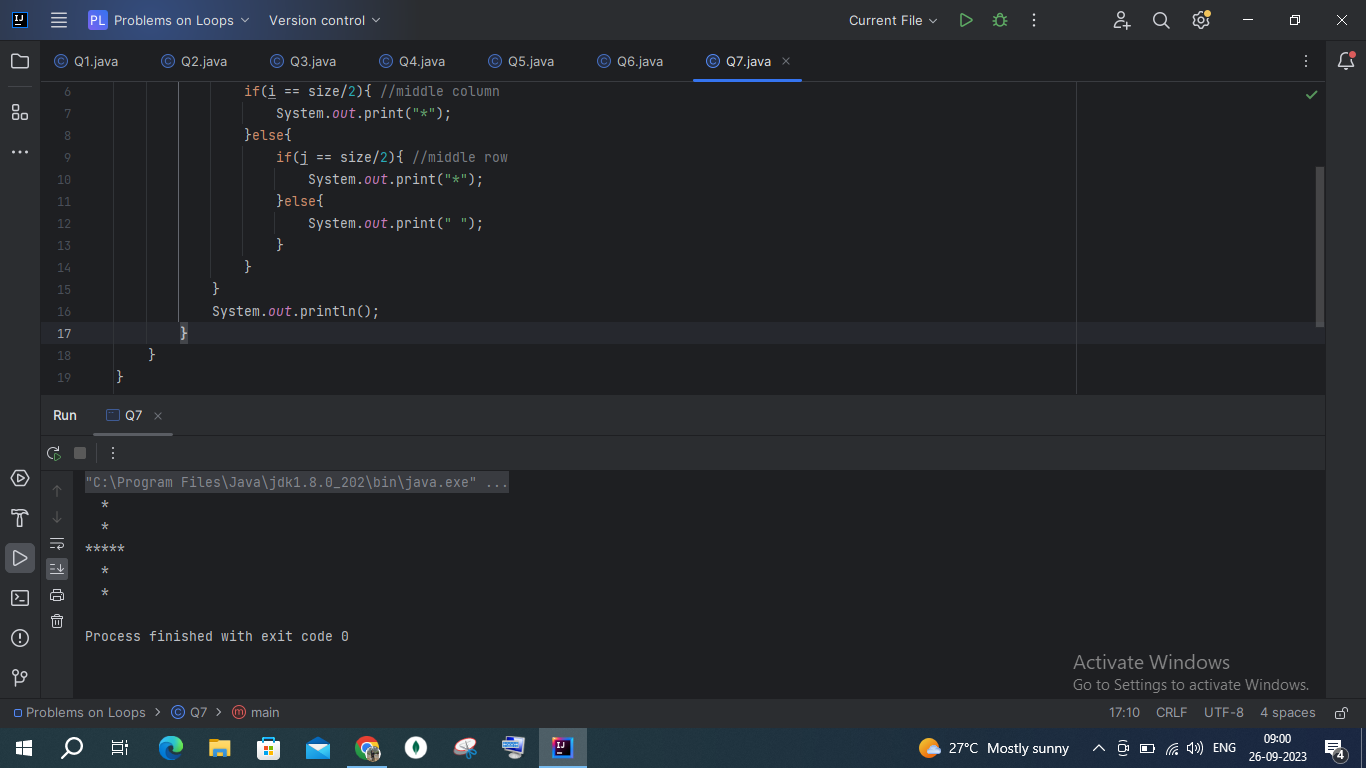 PL Problems on Loops Version control Current File
Q1.java Q2.java Q3.java Q4.java Q5.java Q6.java Q7.java
6 if(i == size/2){ //middle column
7 System.out.print("*");
8 }else{
9 if(j == size/2){ //middle row
10 System.out.print("*");
11 }else{
12 System.out.print(" ");
13 }
14 }
15 }
16 System.out.println();
17 }
18 }
19 }
Run Q7
"C:\Program Files\Java\jdk1.8.0_202\bin\java.exe" ...
*
*
*****
*
*
Process finished with exit code 0
Activate Windows
Go to Settings to activate Windows.
Problems on Loops > Q7 > main 17:10 CRLF UTF-8 4 spaces
27°C Mostly sunny ENG 09:00
26-09-2023 4